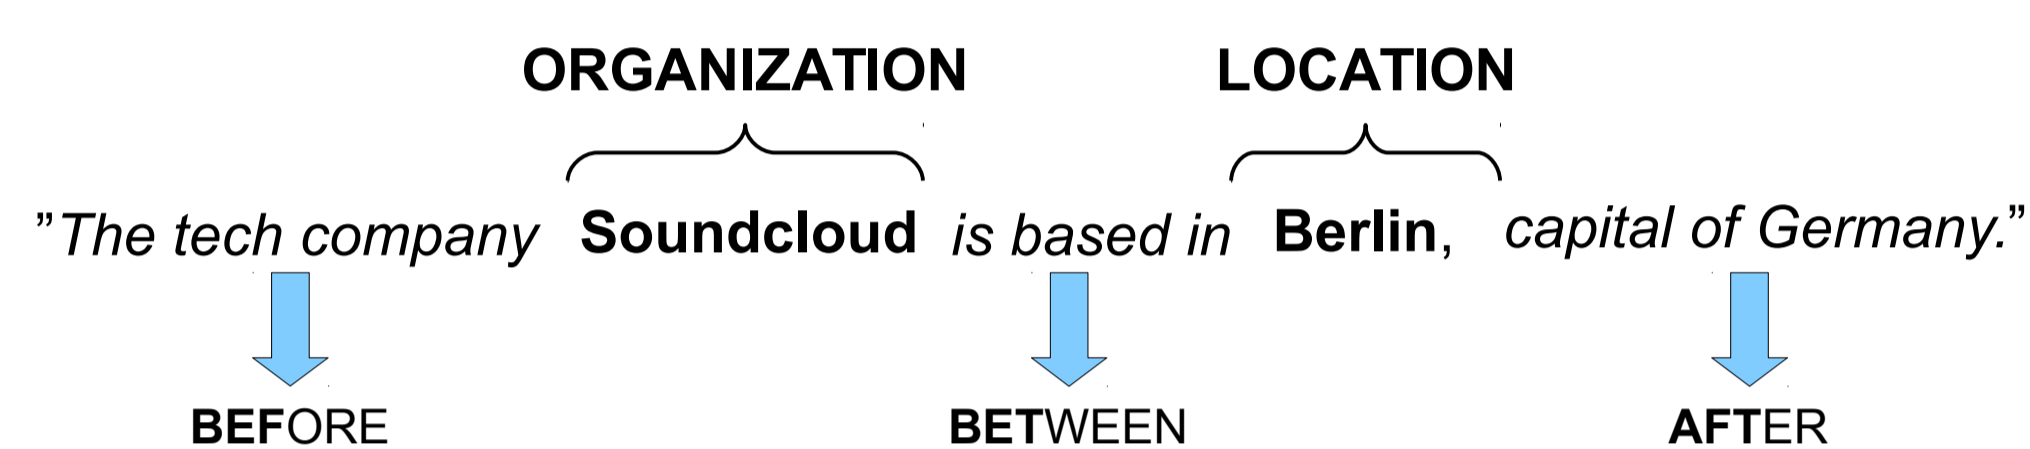 ORGANIZATION LOCATION
”The tech company Soundcloud is based in Berlin, capital of Germany.”
BEFORE BETWEEN AFTER